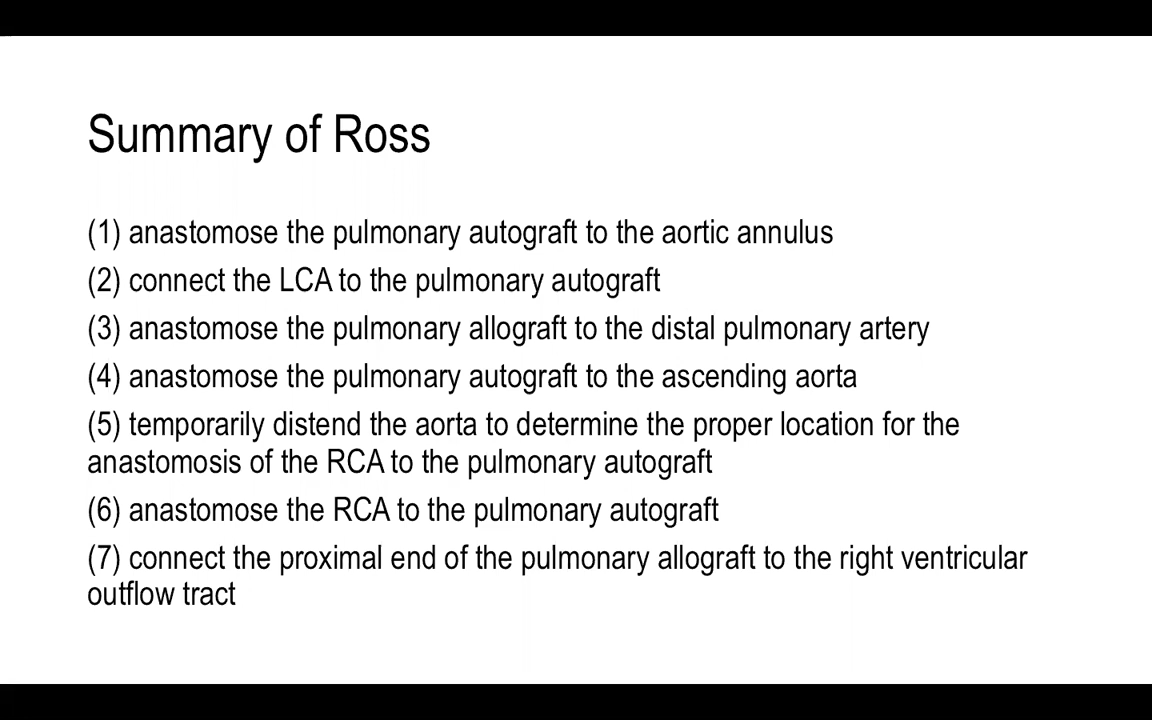 Summary of Ross
(1) anastomose the pulmonary autograft to the aortic annulus
(2) connect the LCA to the pulmonary autograft
(3) anastomose the pulmonary allograft to the distal pulmonary artery
(4) anastomose the pulmonary autograft to the ascending aorta
(5) temporarily distend the aorta to determine the proper location for the
anastomosis of the RCA to the pulmonary autograft
(6) anastomose the RCA to the pulmonary autograft
(7) connect the proximal end of the pulmonary allograft to the right ventricular
outflow tract